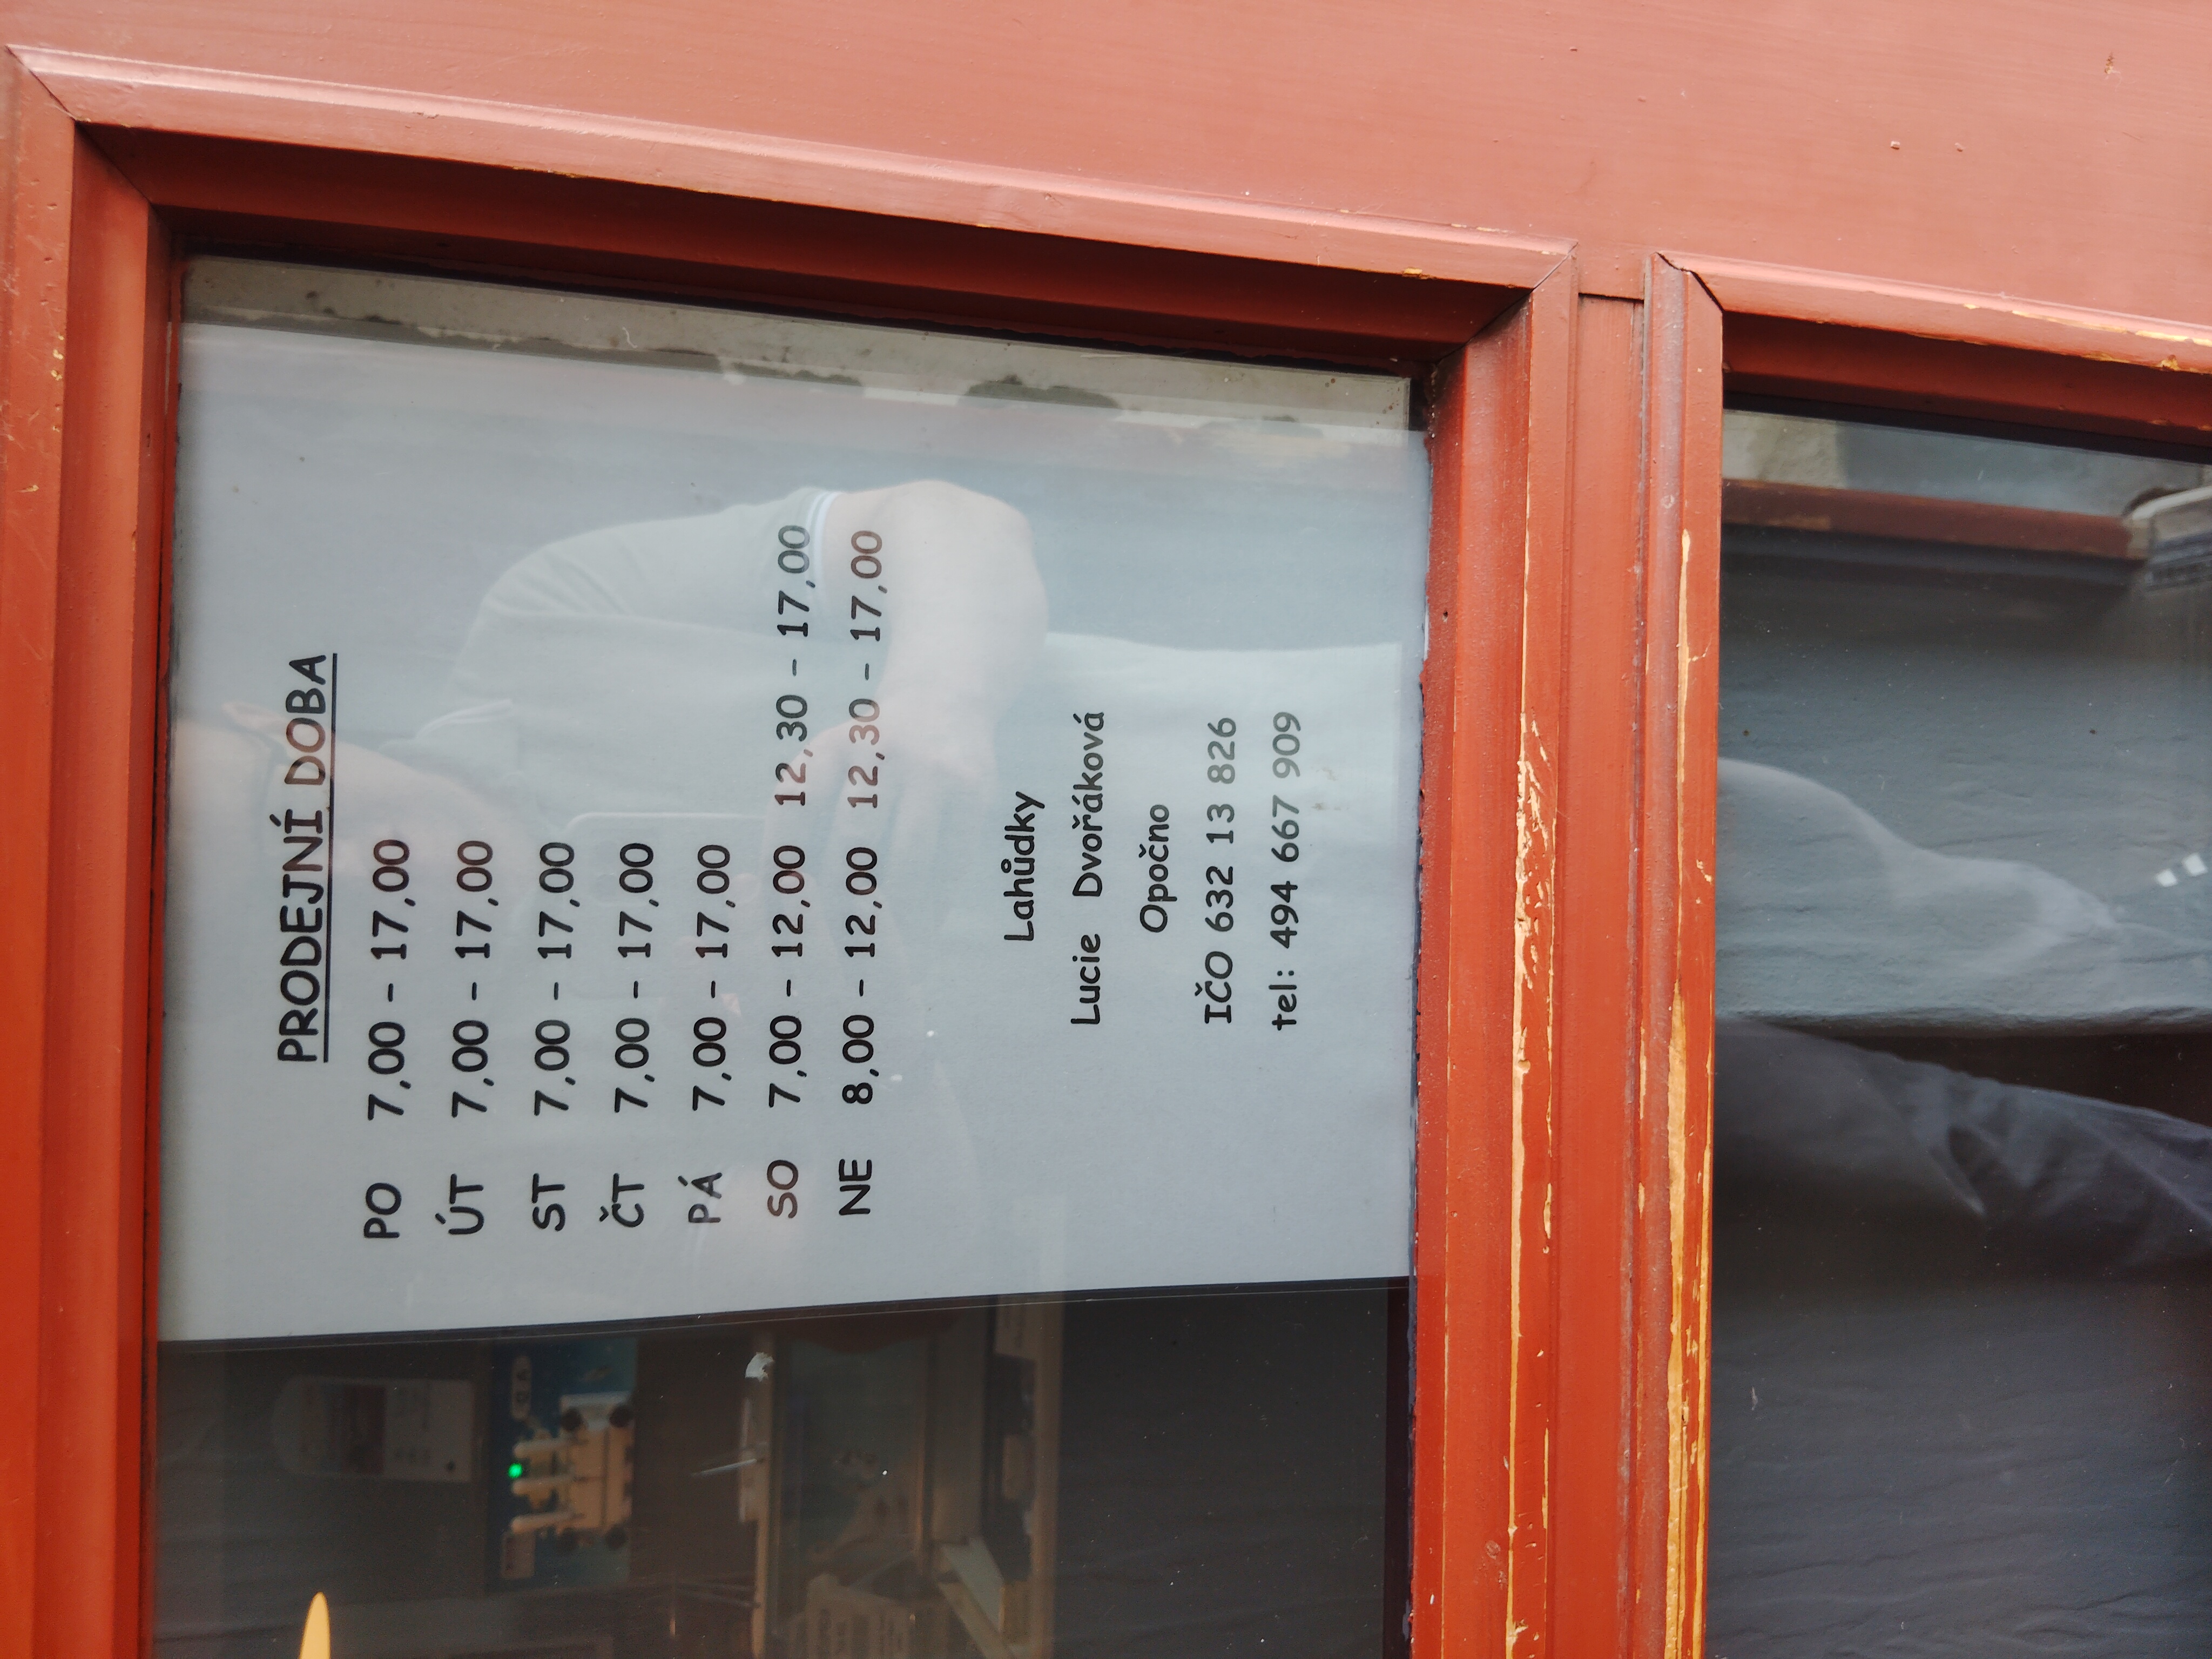 PRODEJNÍ DOBA
PO 7,00 - 17,00
ÚT 7,00 - 17,00
ST 7,00 - 17,00
ČT 7,00 - 17,00
PÁ 7,00 - 17,00
SO 7,00 - 12,00 12,30 - 17,00
NE 8,00 - 12,00 12,30 - 17,00
Lahůdky
Lucie Dvořáková
Opočno
IČO 632 13 826
tel: 494 667 909